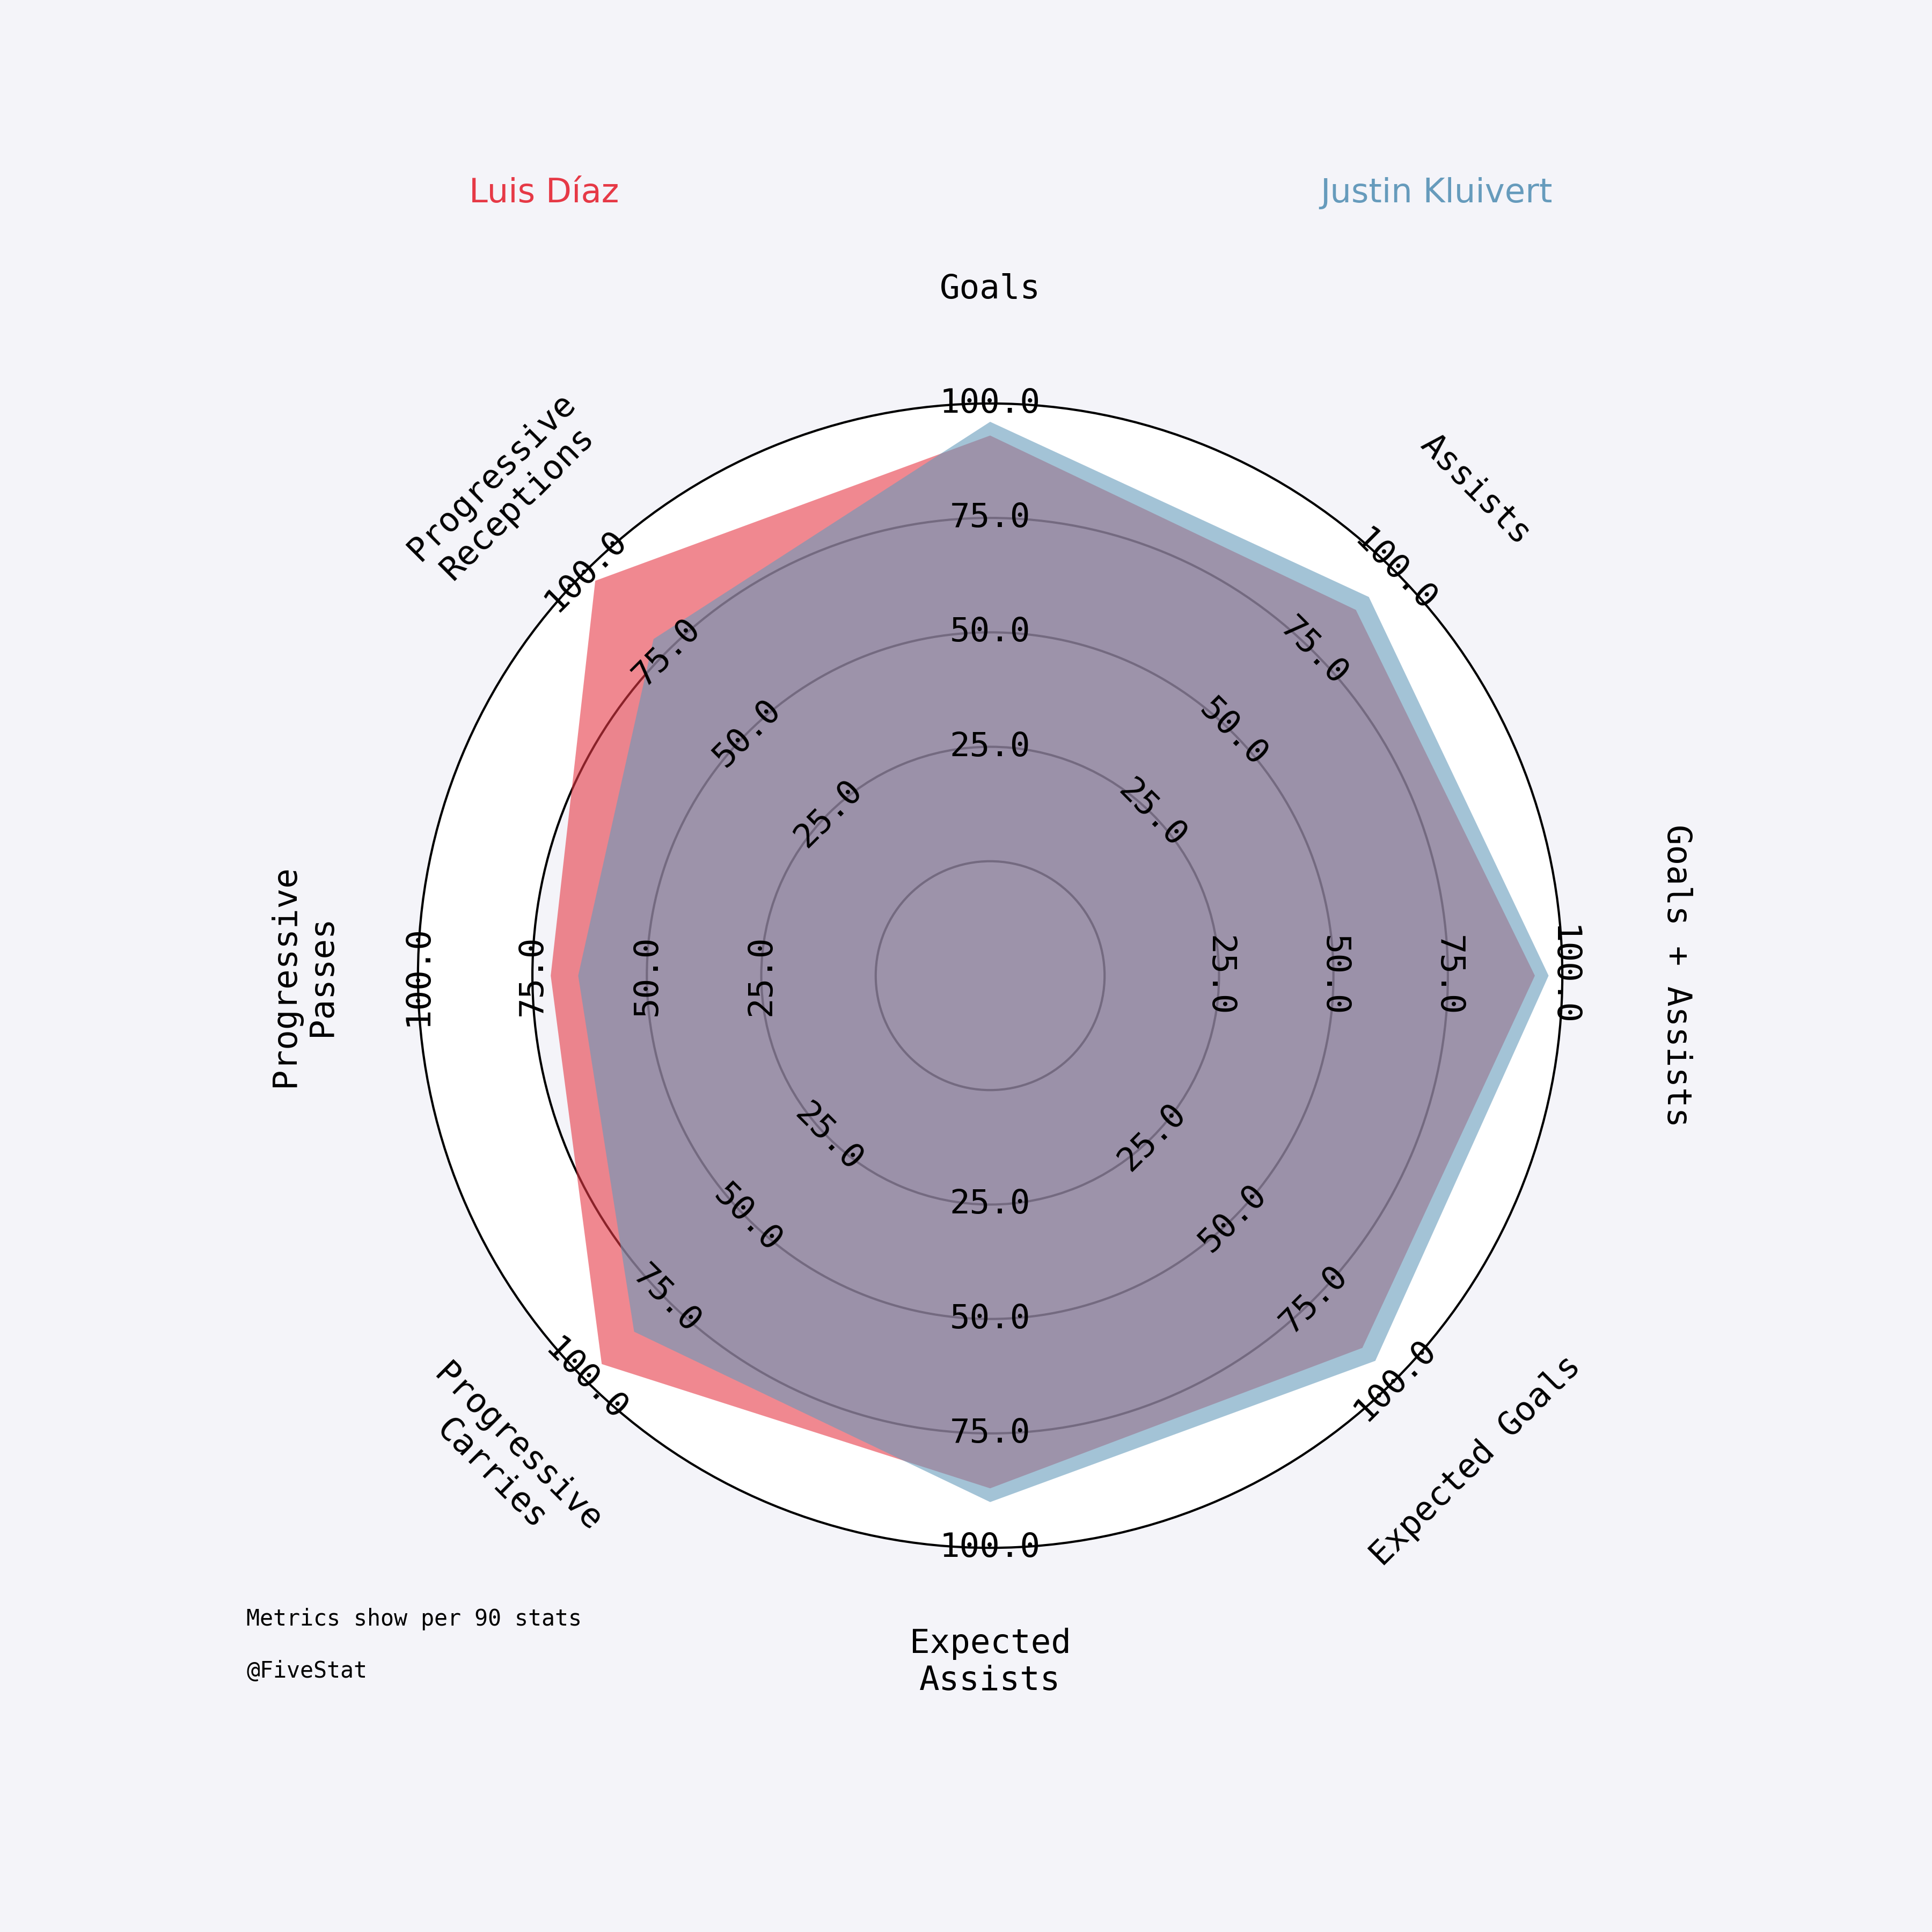 Luis Díaz
Justin Kluivert
Goals
Assists
Goals + Assists
Expected Goals
Expected
Assists
Progressive
Carries
Progressive
Passes
Progressive
Receptions
25.0
50.0
75.0
100.0
25.0
50.0
75.0
100.0
25.0
50.0
75.0
100.0
25.0
50.0
75.0
100.0
25.0
50.0
75.0
100.0
25.0
50.0
75.0
100.0
25.0
50.0
75.0
100.0
25.0
50.0
75.0
100.0
Metrics show per 90 stats
@FiveStat